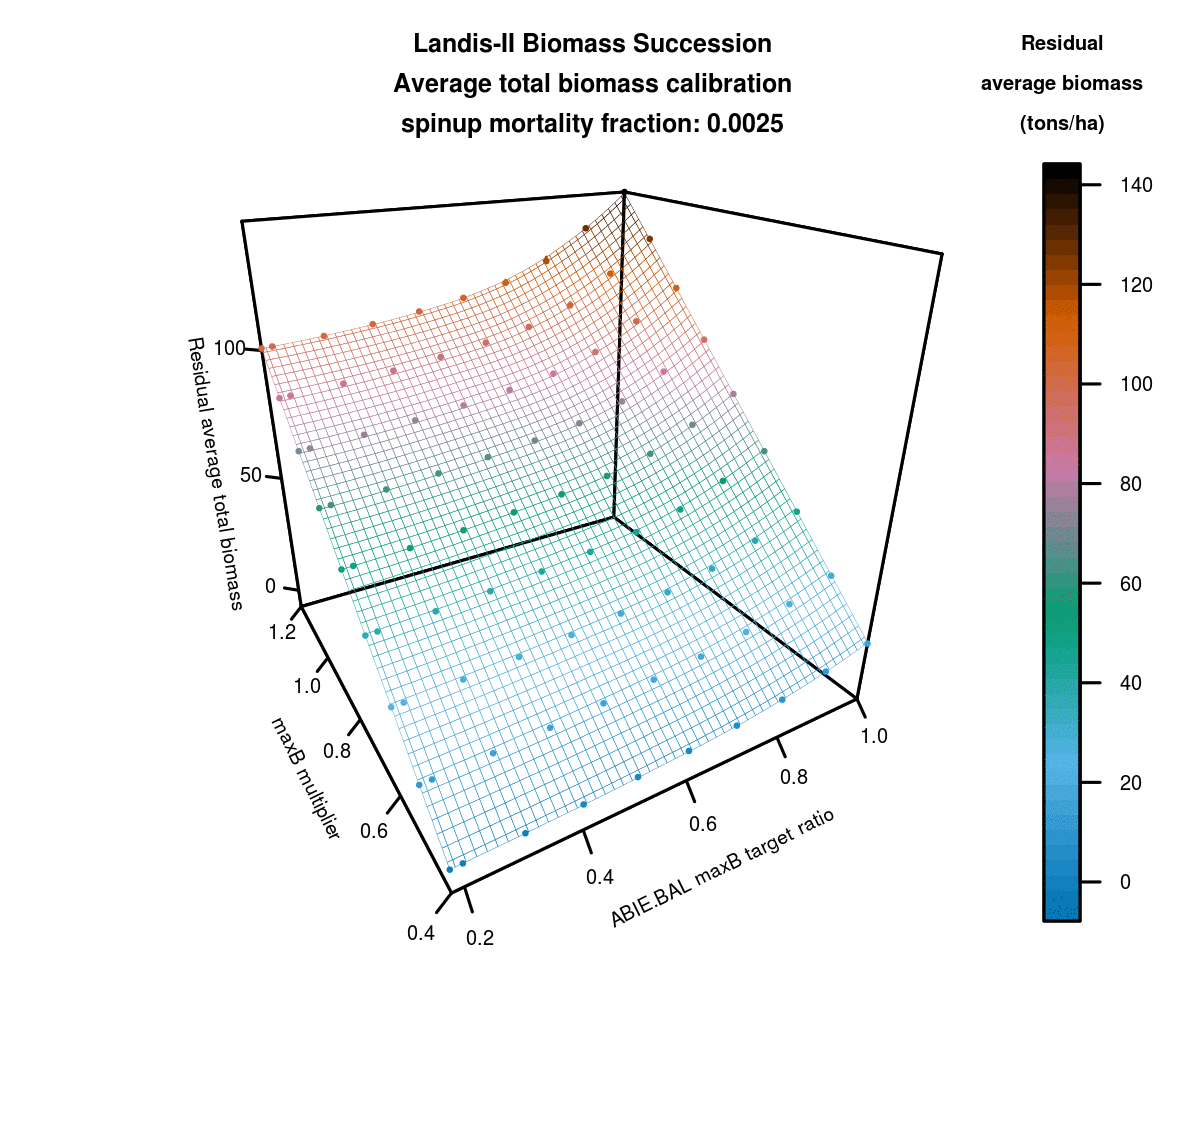 Landis-II Biomass Succession
Average total biomass calibration
spinup mortality fraction: 0.0025
Residual
average biomass
(tons/ha)
140
120
100
80
60
40
20
0
Residual average total biomass
100
50
0
maxB multiplier
1.2
1.0
0.8
0.6
0.4
ABIE.BAL maxB target ratio
0.2
0.4
0.6
0.8
1.0